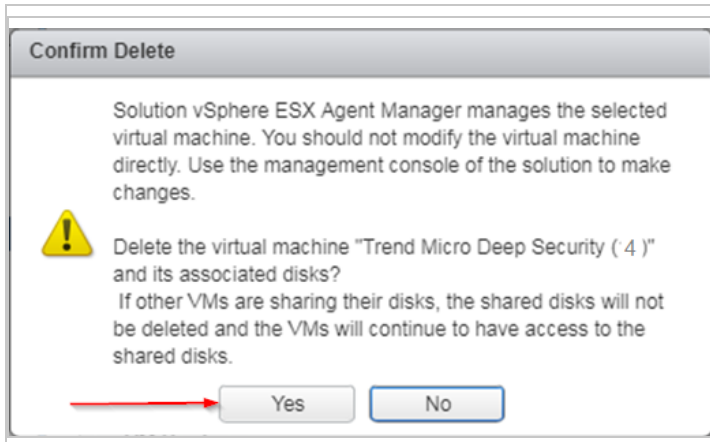 Confirm Delete
Solution vSphere ESX Agent Manager manages the selected
virtual machine. You should not modify the virtual machine
directly. Use the management console of the solution to make
changes.
Delete the virtual machine "Trend Micro Deep Security ( 4 )"
and its associated disks?
If other VMs are sharing their disks, the shared disks will not
be deleted and the VMs will continue to have access to the
shared disks.
Yes No